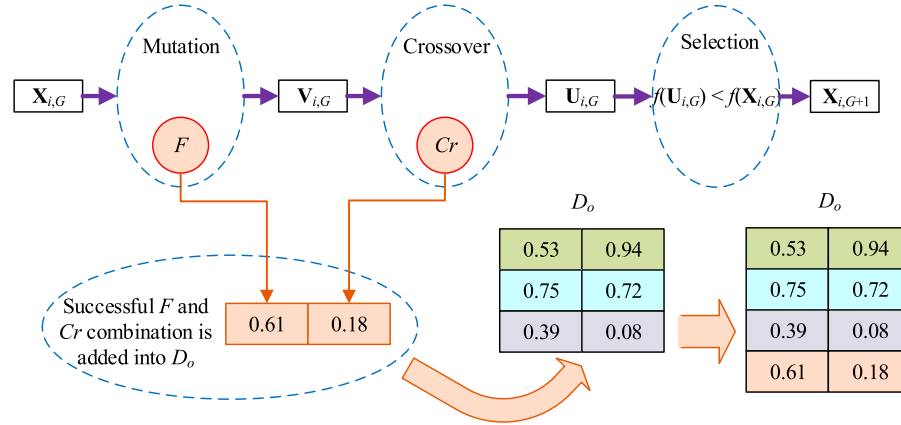 Mutation
Crossover
Selection
X_{i,G}
V_{i,G}
U_{i,G}
f(U_{i,G}) < f(X_{i,G})
X_{i,G+1}
F
Cr
D_o
D_o
Successful F and
Cr combination is
added into D_o
0.61 0.18
0.53 0.94
0.75 0.72
0.39 0.08
0.53 0.94
0.75 0.72
0.39 0.08
0.61 0.18